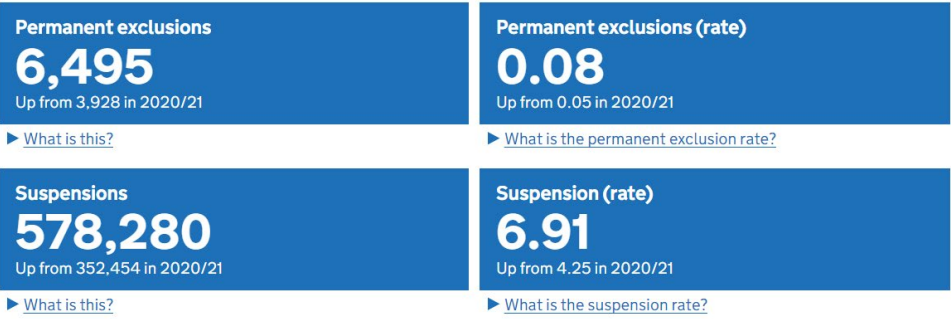 Permanent exclusions
6,495
Up from 3,928 in 2020/21
What is this?
Permanent exclusions (rate)
0.08
Up from 0.05 in 2020/21
What is the permanent exclusion rate?
Suspensions
578,280
Up from 352,454 in 2020/21
What is this?
Suspension (rate)
6.91
Up from 4.25 in 2020/21
What is the suspension rate?